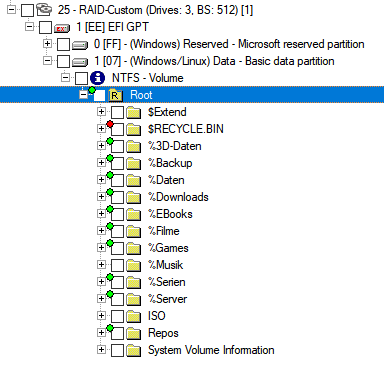 25 - RAID-Custom (Drives: 3, BS: 512) [1]
1 [EE] EFI GPT
0 [FF] - (Windows) Reserved - Microsoft reserved partition
1 [07] - (Windows/Linux) Data - Basic data partition
NTFS - Volume
R Root
$Extend
$RECYCLE.BIN
%3D-Daten
%Backup
%Daten
%Downloads
%EBooks
%Filme
%Games
%Musik
%Serien
%Server
ISO
Repos
System Volume Information